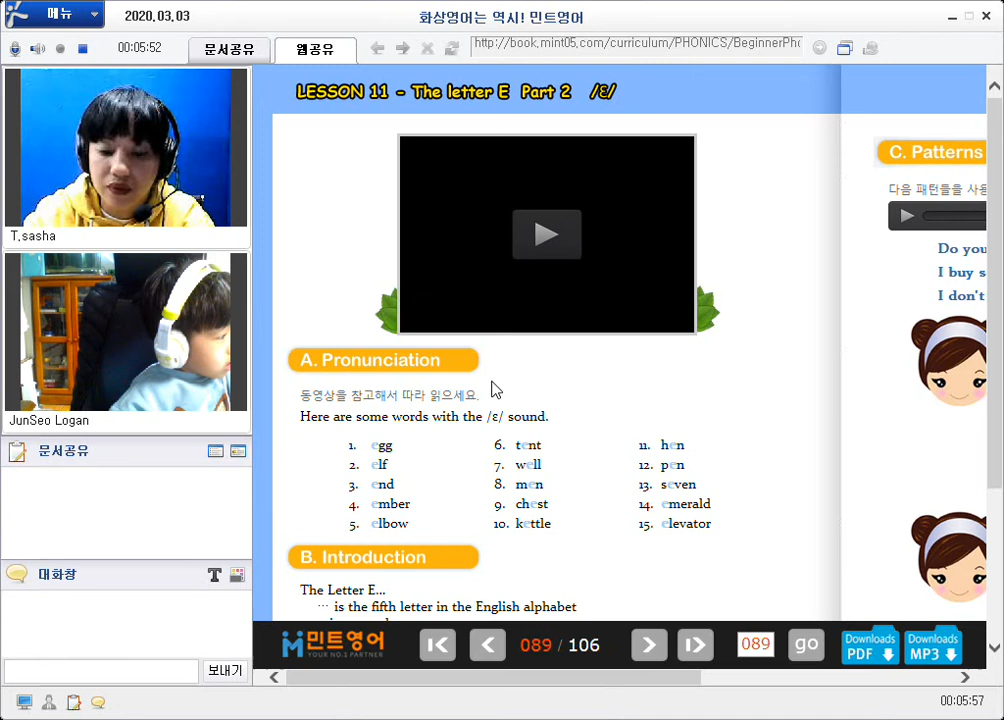 메뉴
2020,03,03
화상영어는 역시! 민트영어
00:05:52
문서공유
웹공유
http://book.mint05.com/curriculum/PHONICS/BeginnerPho
T.sasha
JunSeo Logan
문서공유
대화창
보내기
LESSON 11 - The letter E Part 2 /ɛ/
A. Pronunciation
동영상을 참고해서 따라 읽으세요.
Here are some words with the /ɛ/ sound.
1. egg
2. elf
3. end
4. ember
5. elbow
6. tent
7. well
8. men
9. chest
10. kettle
11. hen
12. pen
13. seven
14. emerald
15. elevator
B. Introduction
The Letter E...
... is the fifth letter in the English alphabet
C. Patterns
다음 패턴들을 사용
Do you
I buy s
I don't
민트영어
YOUR NO.1 PARTNER
089 / 106
089
go
Downloads PDF
Downloads MP3
00:05:57